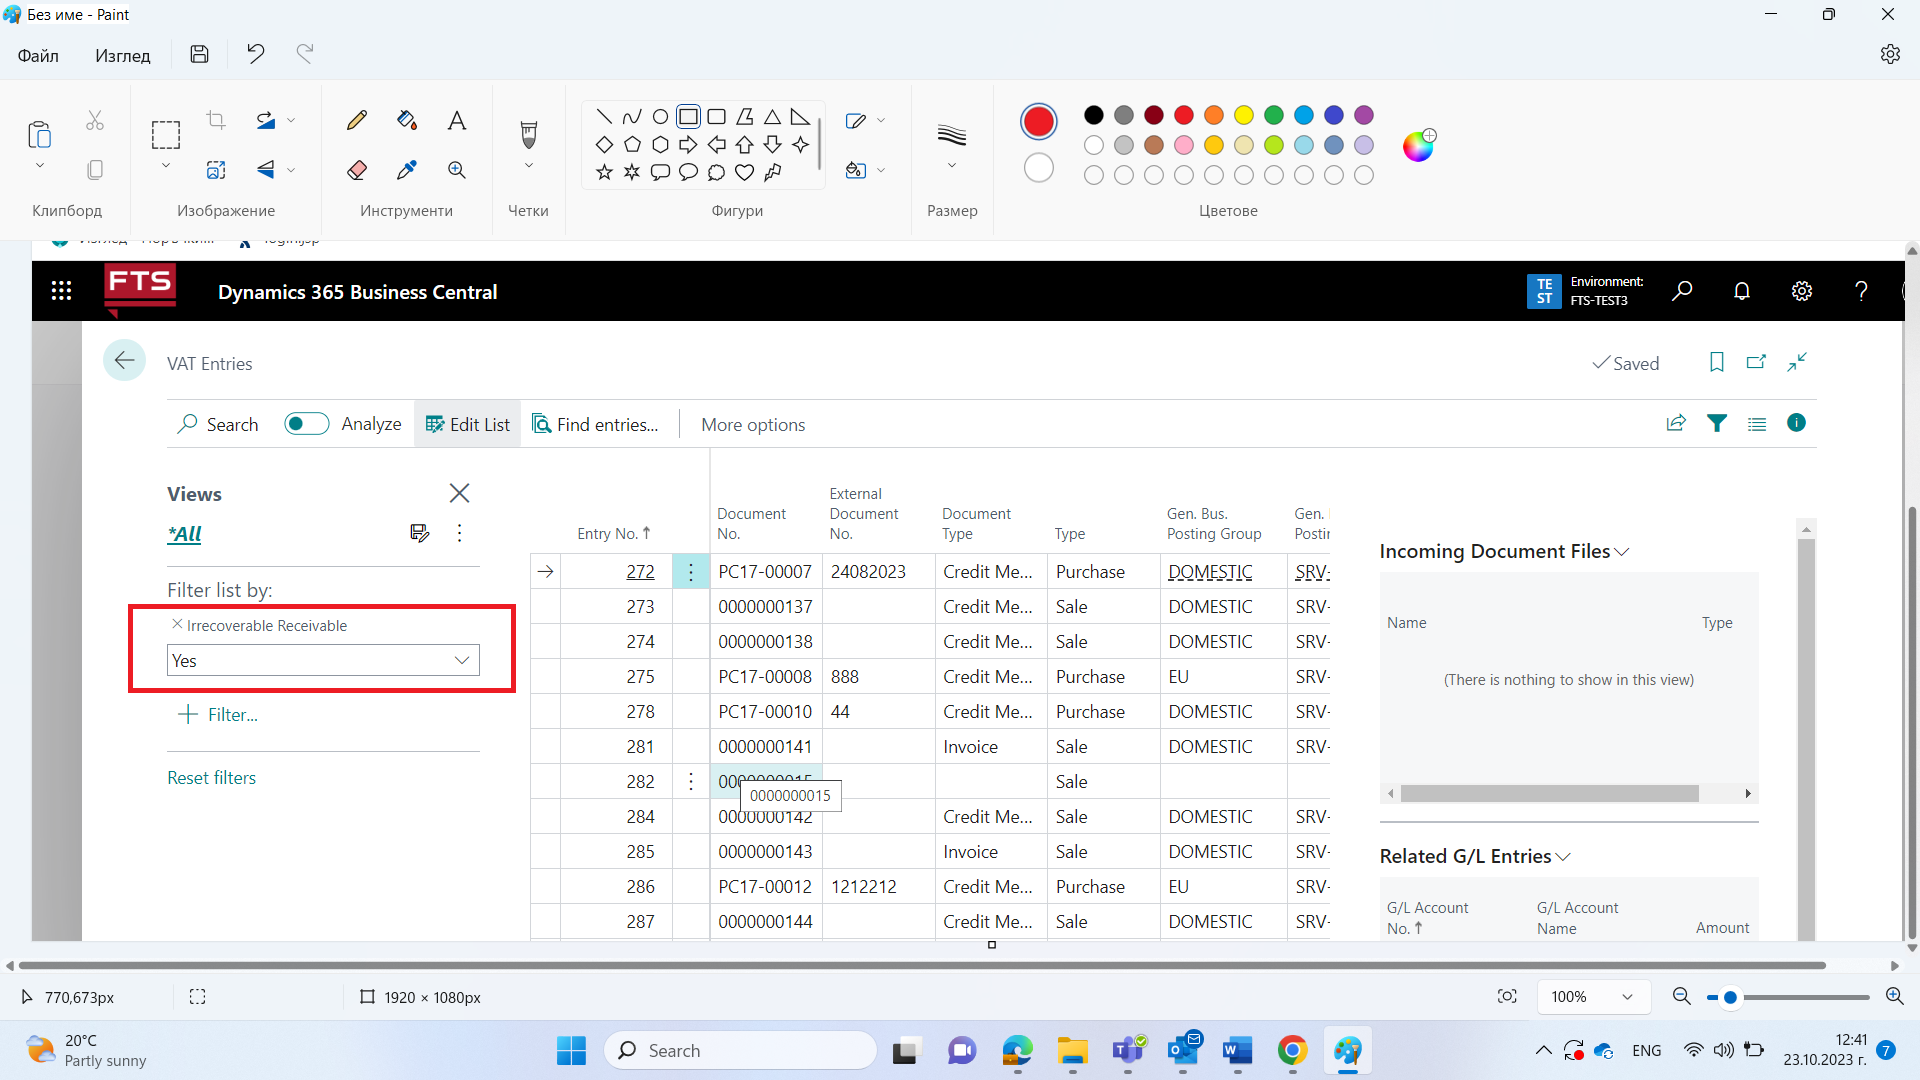 Без име - Paint
Файл
Изглед
Клипборд
Изображение
Инструменти
Четки
Фигури
Размер
Цветове
FTS
Dynamics 365 Business Central
TE
ST
Environment:
FTS-TEST3
VAT Entries
Saved
Search
Analyze
Edit List
Find entries...
More options
Views
*All
Filter list by:
Irrecoverable Receivable
Yes
Filter...
Reset filters
Entry No. ↑
Document
No.
External
Document
No.
Document
Type
Type
Gen. Bus.
Posting Group
Gen.
272 PC17-00007 24082023 Credit Me... Purchase DOMESTIC SRV-
273 0000000137 Credit Me... Sale DOMESTIC SRV-
274 0000000138 Credit Me... Sale DOMESTIC SRV-
275 PC17-00008 888 Credit Me... Purchase EU SRV-
278 PC17-00010 44 Credit Me... Purchase DOMESTIC SRV-
281 0000000141 Invoice Sale DOMESTIC SRV-
282 Sale
0000000015
284 0000000142 Credit Me... Sale DOMESTIC SRV-
285 0000000143 Invoice Sale DOMESTIC SRV-
286 PC17-00012 1212212 Credit Me... Purchase EU SRV-
287 0000000144 Credit Me... Sale DOMESTIC SRV-
Incoming Document Files
Name Type
(There is nothing to show in this view)
Related G/L Entries
G/L Account
No. ↑
G/L Account
Name
Amount
770,673px
1920 × 1080px
100%
20°C
Partly sunny
Search
ENG
12:41
23.10.2023 г.
7